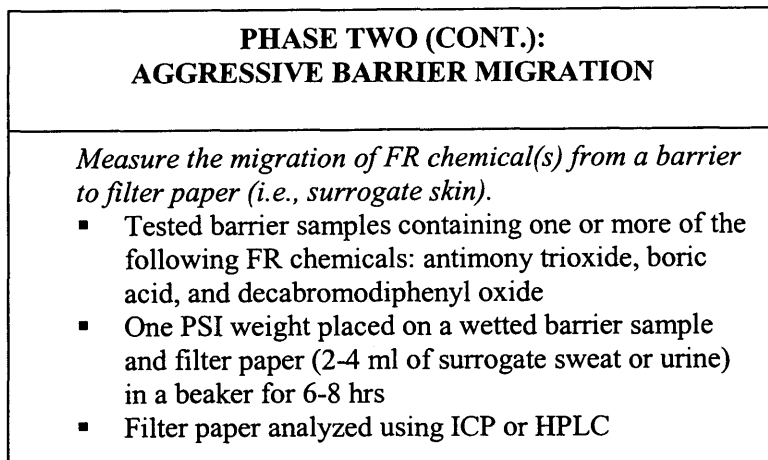 PHASE TWO (CONT.):
AGGRESSIVE BARRIER MIGRATION
Measure the migration of FR chemical(s) from a barrier
to filter paper (i.e., surrogate skin).
▪ Tested barrier samples containing one or more of the
following FR chemicals: antimony trioxide, boric
acid, and decabromodiphenyl oxide
▪ One PSI weight placed on a wetted barrier sample
and filter paper (2-4 ml of surrogate sweat or urine)
in a beaker for 6-8 hrs
▪ Filter paper analyzed using ICP or HPLC